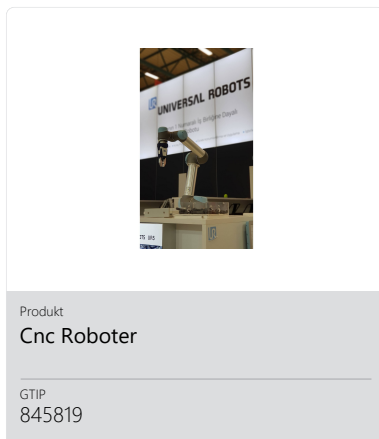 UNIVERSAL ROBOTS
Produkt
Cnc Roboter
GTIP
845819